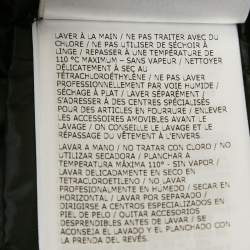 LAVER À LA MAIN / NE PAS TRAITER AVEC DU
CHLORE / NE PAS UTILISER DE SÉCHOIR À
LINGE / REPASSER À UNE TEMPÉRATURE DE
110 °C MAXIMUM – SANS VAPEUR / NETTOYER
DÉLICATEMENT À SEC AU
TÉTRACHLOROÉTHYLÈNE / NE PAS LAVER
PROFESSIONNELLEMENT PAR VOIE HUMIDE /
SÉCHAGE À PLAT / LAVER SÉPARÉMENT /
S'ADRESSER À DES CENTRES SPÉCIALISÉS
POUR DES ARTICLES EN FOURRURE / ENLEVER
LES ACCESSOIRES AMOVIBLES AVANT LE
LAVAGE / ON CONSEILLE LE LAVAGE ET LE
REPASSAGE DU VÊTEMENT À L'ENVERS.
LAVAR A MANO / NO TRATAR CON CLORO / NO
UTILIZAR SECADORA / PLANCHAR A
TEMPERATURA MÁXIMA 110° - SIN VAPOR /
LAVAR DELICADAMENTE EN SECO EN
TETRACLOROETILENO / NO LAVAR
PROFESIONALMENTE EN HÚMEDO / SECAR EN
HORIZONTAL / LAVAR POR SEPARADO /
DIRIGIRSE A CENTROS ESPECIALIZADOS EN
PIEL DE PELO / QUITAR ACCESORIOS
DESPRENDIBLES ANTES DE LAVAR / SE
ACONSEJA EL LAVADO Y EL PLANCHADO CON
LA PRENDA DEL REVÉS.